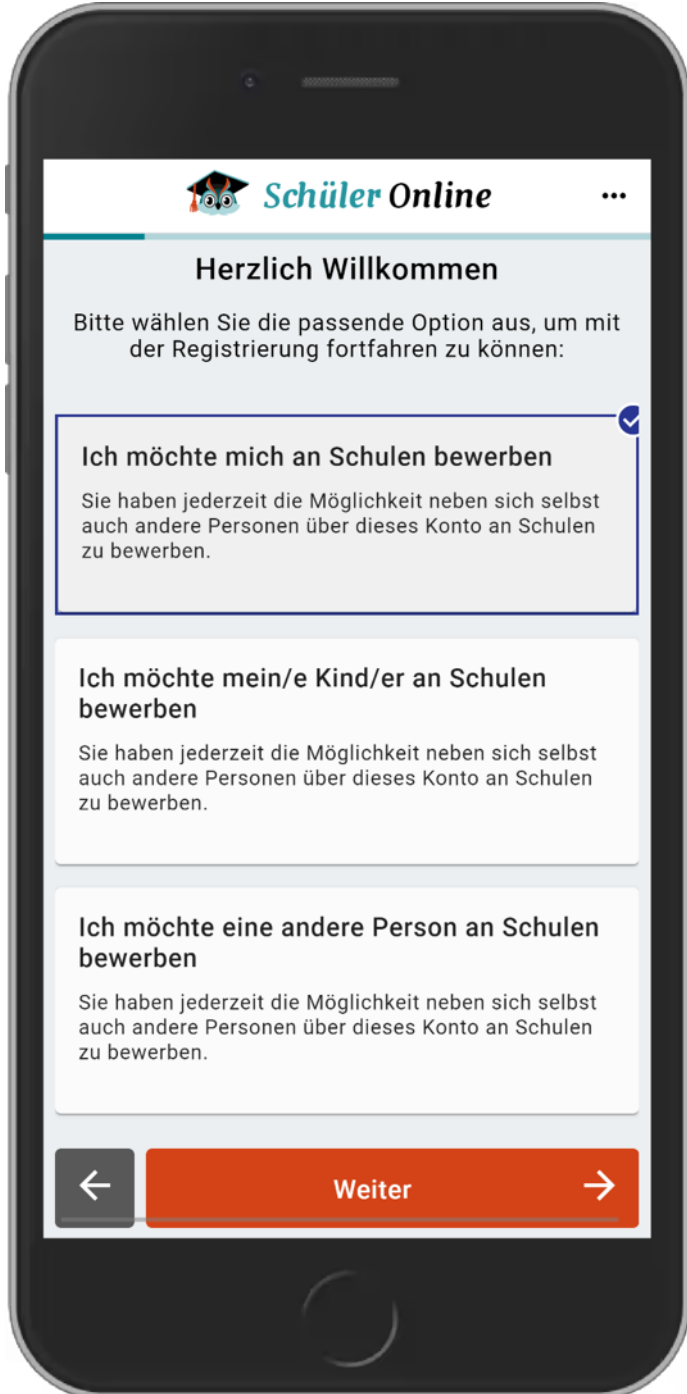 Schüler Online
Herzlich Willkommen
Bitte wählen Sie die passende Option aus, um mit
der Registrierung fortfahren zu können:
Ich möchte mich an Schulen bewerben
Sie haben jederzeit die Möglichkeit neben sich selbst
auch andere Personen über dieses Konto an Schulen
zu bewerben.
Ich möchte mein/e Kind/er an Schulen
bewerben
Sie haben jederzeit die Möglichkeit neben sich selbst
auch andere Personen über dieses Konto an Schulen
zu bewerben.
Ich möchte eine andere Person an Schulen
bewerben
Sie haben jederzeit die Möglichkeit neben sich selbst
auch andere Personen über dieses Konto an Schulen
zu bewerben.
Weiter